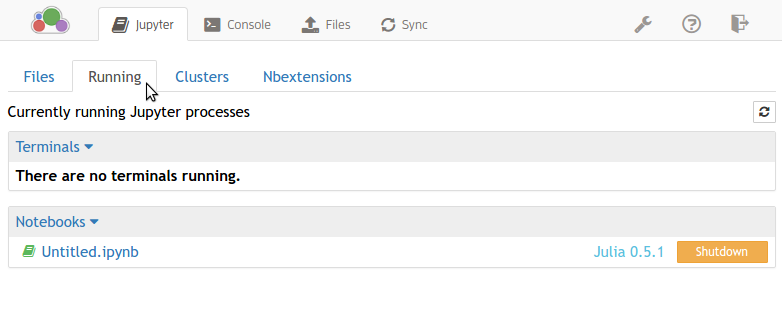 Jupyter Console Files Sync
Files Running Clusters Nbextensions
Currently running Jupyter processes
Terminals
There are no terminals running.
Notebooks
Untitled.ipynb Julia 0.5.1 Shutdown